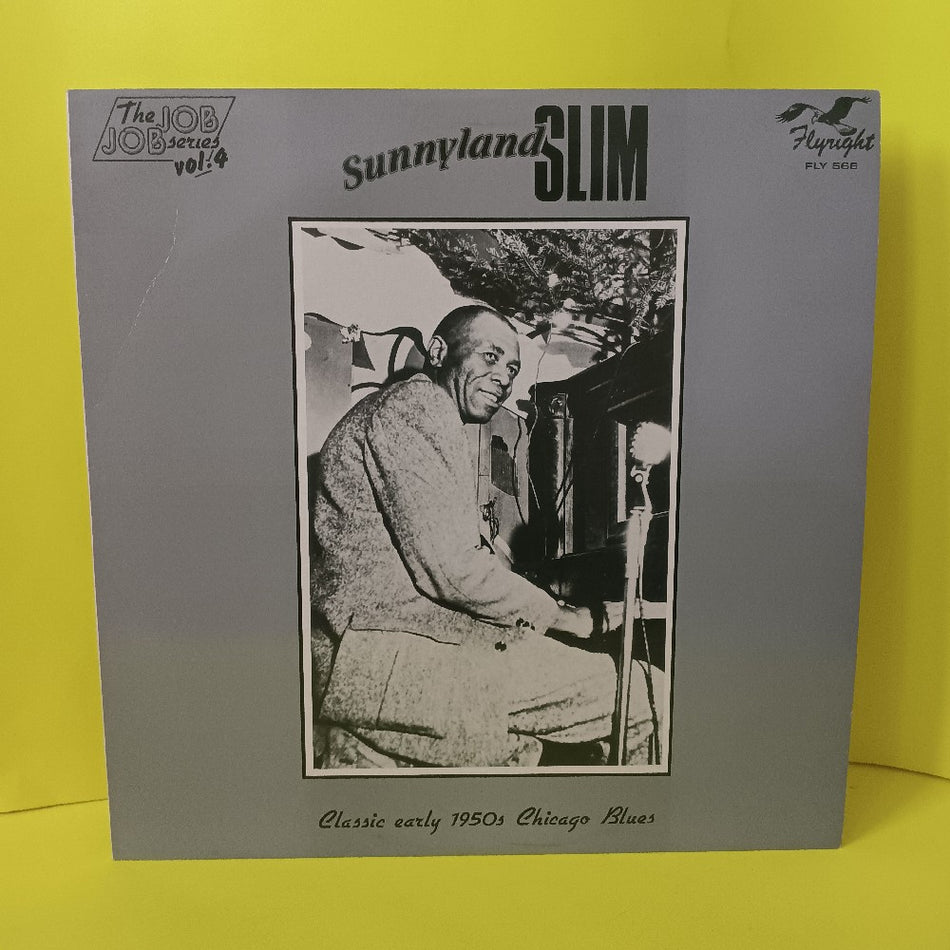 The JOB
JOB series
vol: 4
Sunnyland SLIM
Flyright
FLY 566
Classic early 1950s Chicago Blues